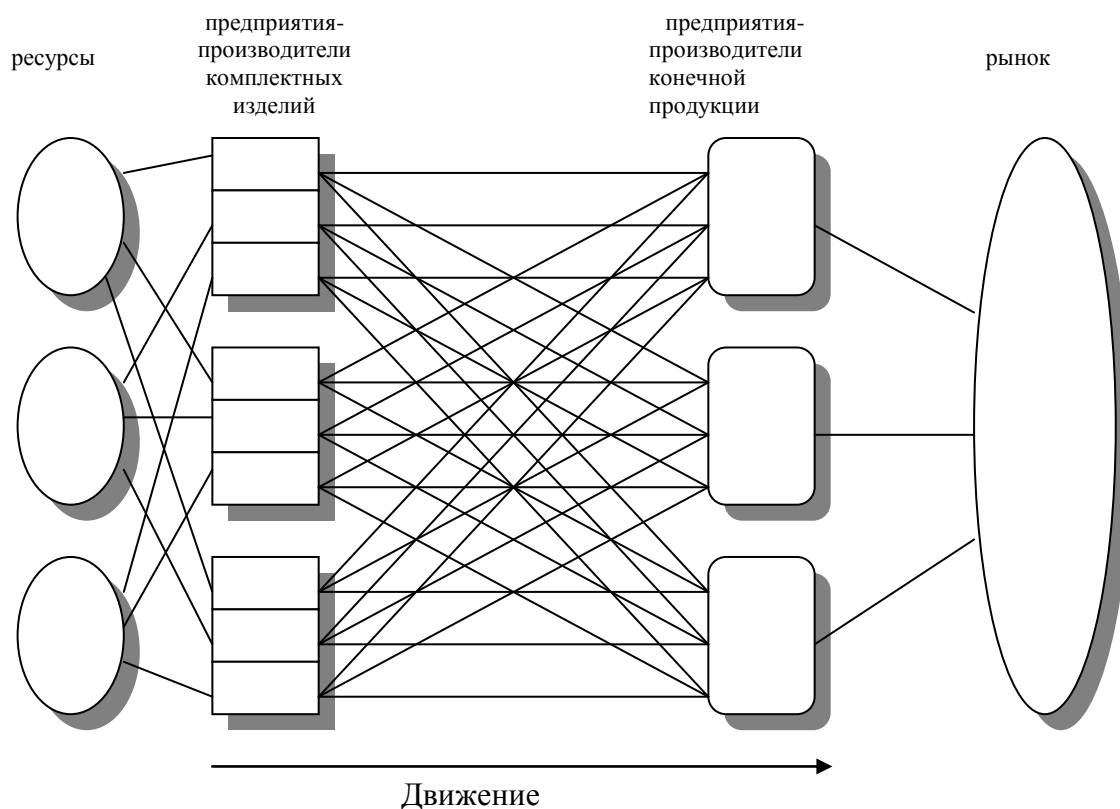 ресурсы
предприятия-
производители
комплектных
изделий
предприятия-
производители
конечной
продукции
рынок
Движение